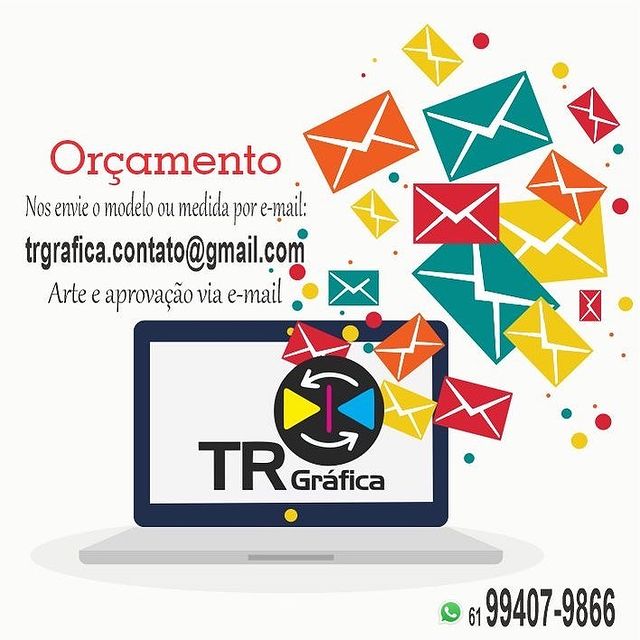 Orçamento
Nos envie o modelo ou medida por e-mail:
trgrafica.contato@gmail.com
Arte e aprovação via e-mail
TR Gráfica
61 99407-9866